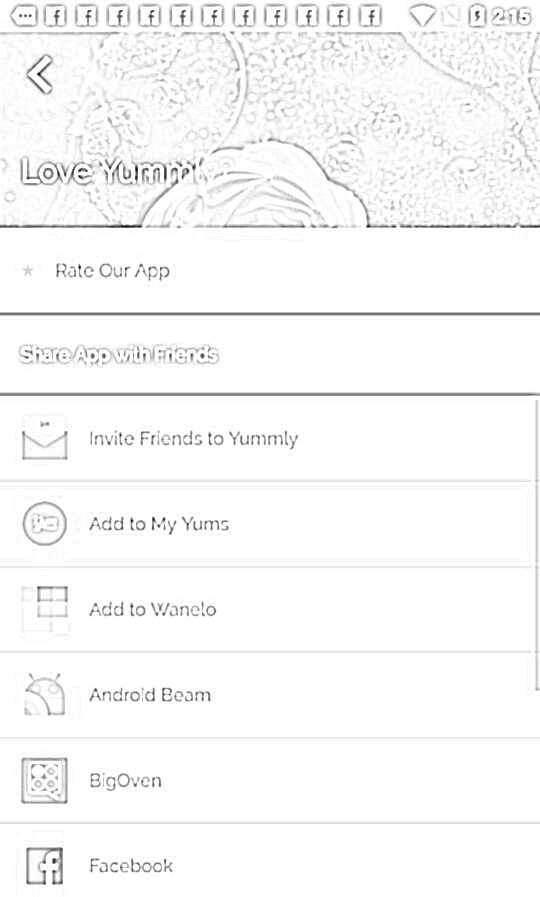 2:15
Love Yummly?
Rate Our App
Share App with Friends
Invite Friends to Yummly
Add to My Yums
Add to Wanelo
Android Beam
BigOven
Facebook